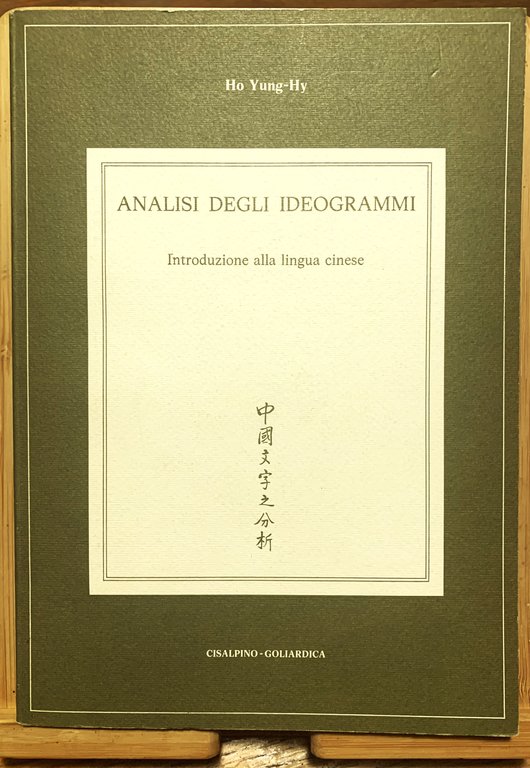 Ho Yung-Hy
ANALISI DEGLI IDEOGRAMMI
Introduzione alla lingua cinese
中國文字之分析
CISALPINO-GOLIARDICA